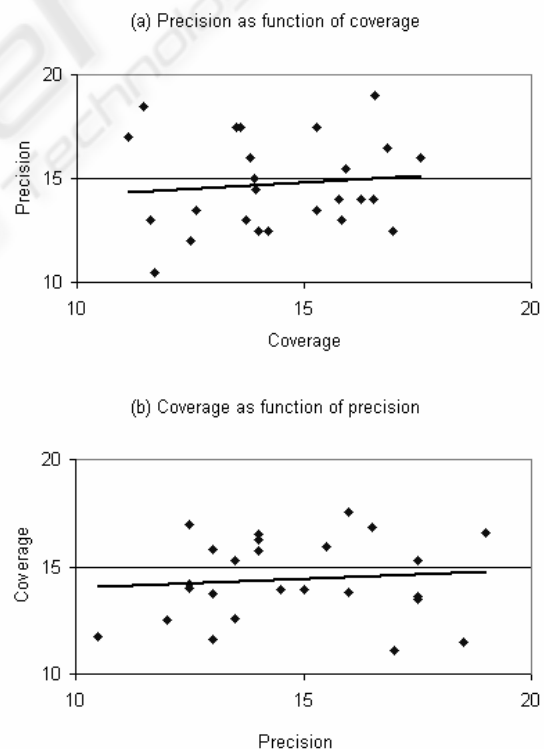 (a) Precision as function of coverage
20
15
10
Precision
10 15 20
Coverage
(b) Coverage as function of precision
20
15
10
Coverage
10 15 20
Precision